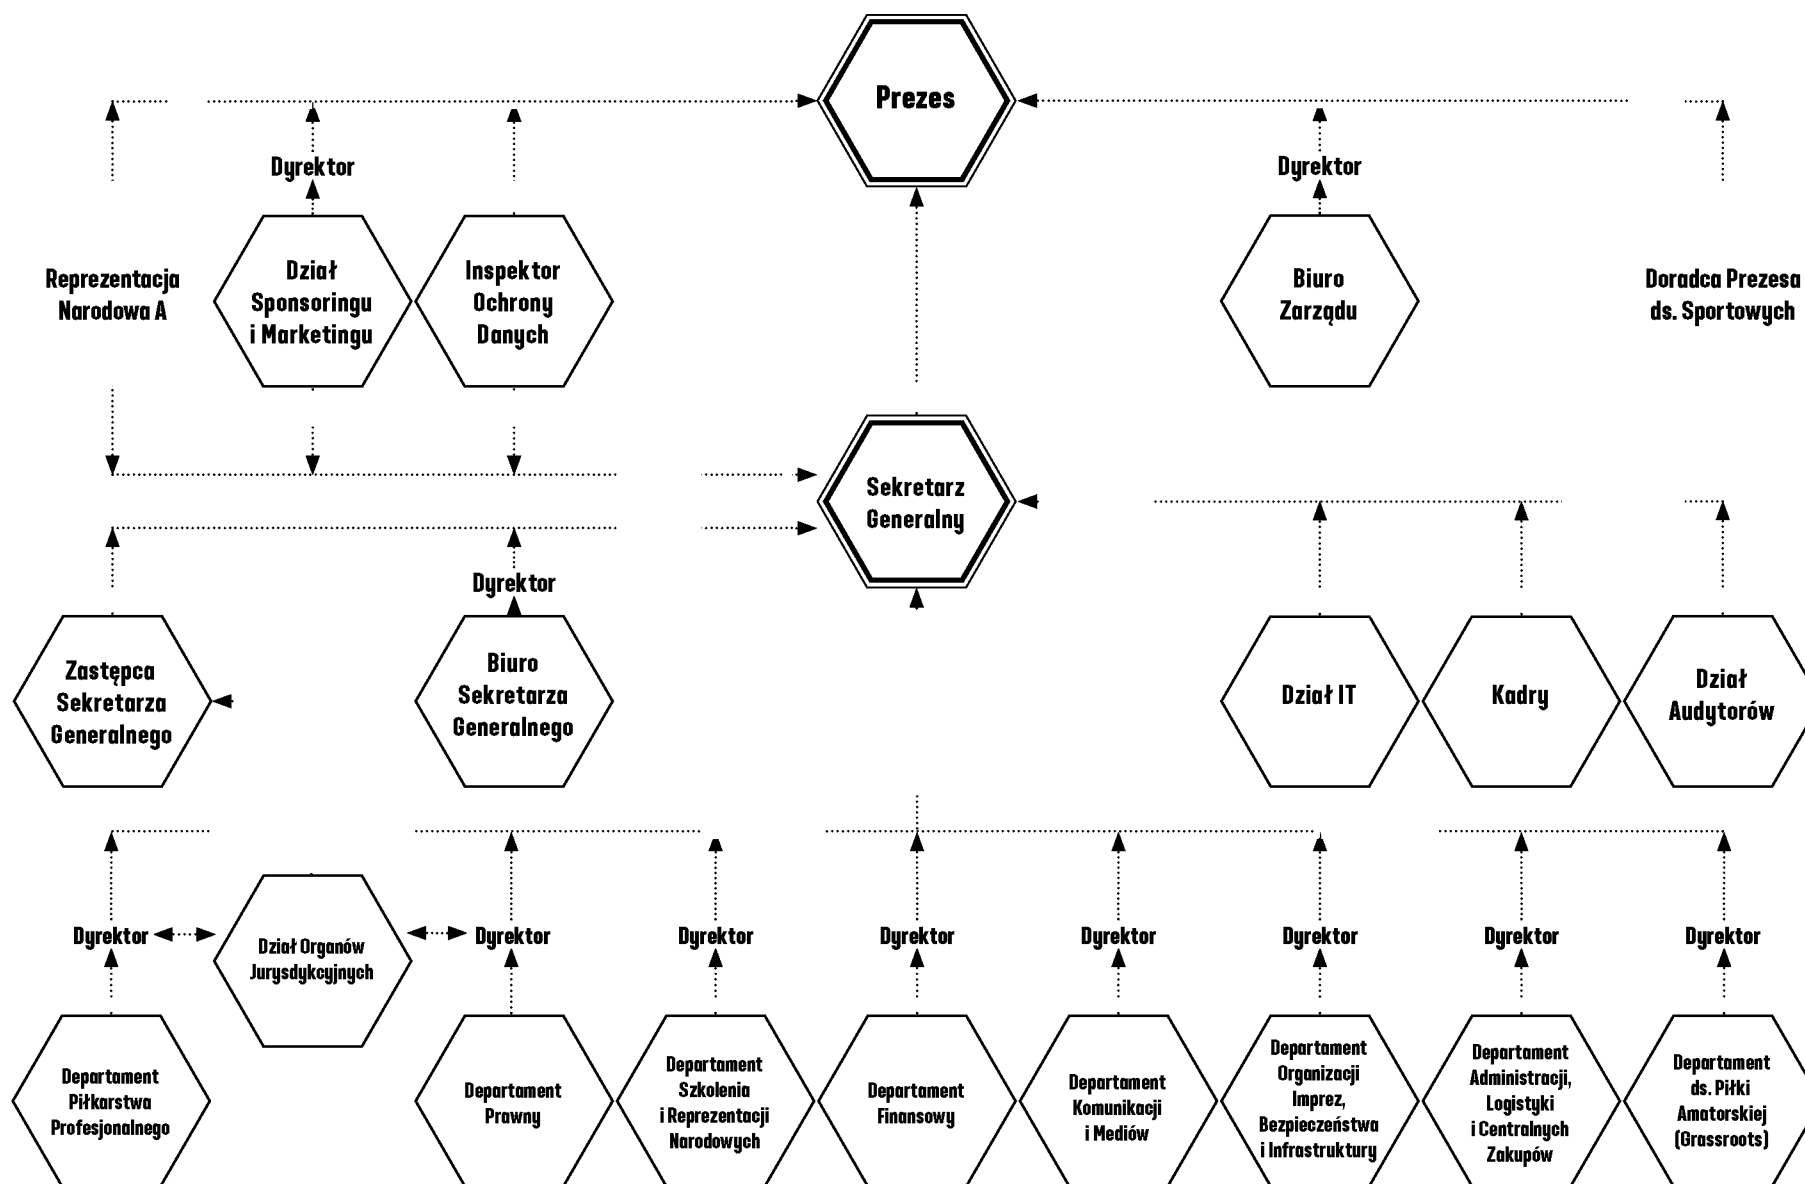 Prezes
Dyrektor
Dyrektor
Reprezentacja
Narodowa A
Dział
Sponsoringu
i Marketingu
Inspektor
Ochrony
Danych
Biuro
Zarządu
Doradca Prezesa
ds. Sportowych
Sekretarz
Generalny
Dyrektor
Zastępca
Sekretarza
Generalnego
Biuro
Sekretarza
Generalnego
Dział IT
Kadry
Dział
Audytorów
Dyrektor
Dział Organów
Jurysdykcyjnych
Dyrektor
Dyrektor
Dyrektor
Dyrektor
Dyrektor
Dyrektor
Dyrektor
Departament
Piłkarstwa
Profesjonalnego
Departament
Prawny
Departament
Szkolenia
i Reprezentacji
Narodowych
Departament
Finansowy
Departament
Komunikacji
i Mediów
Departament
Organizacji
Imprez,
Bezpieczeństwa
i Infrastruktury
Departament
Administracji,
Logistyki
i Centralnych
Zakupów
Departament
ds. Piłki
Amatorskiej
(Grassroots)